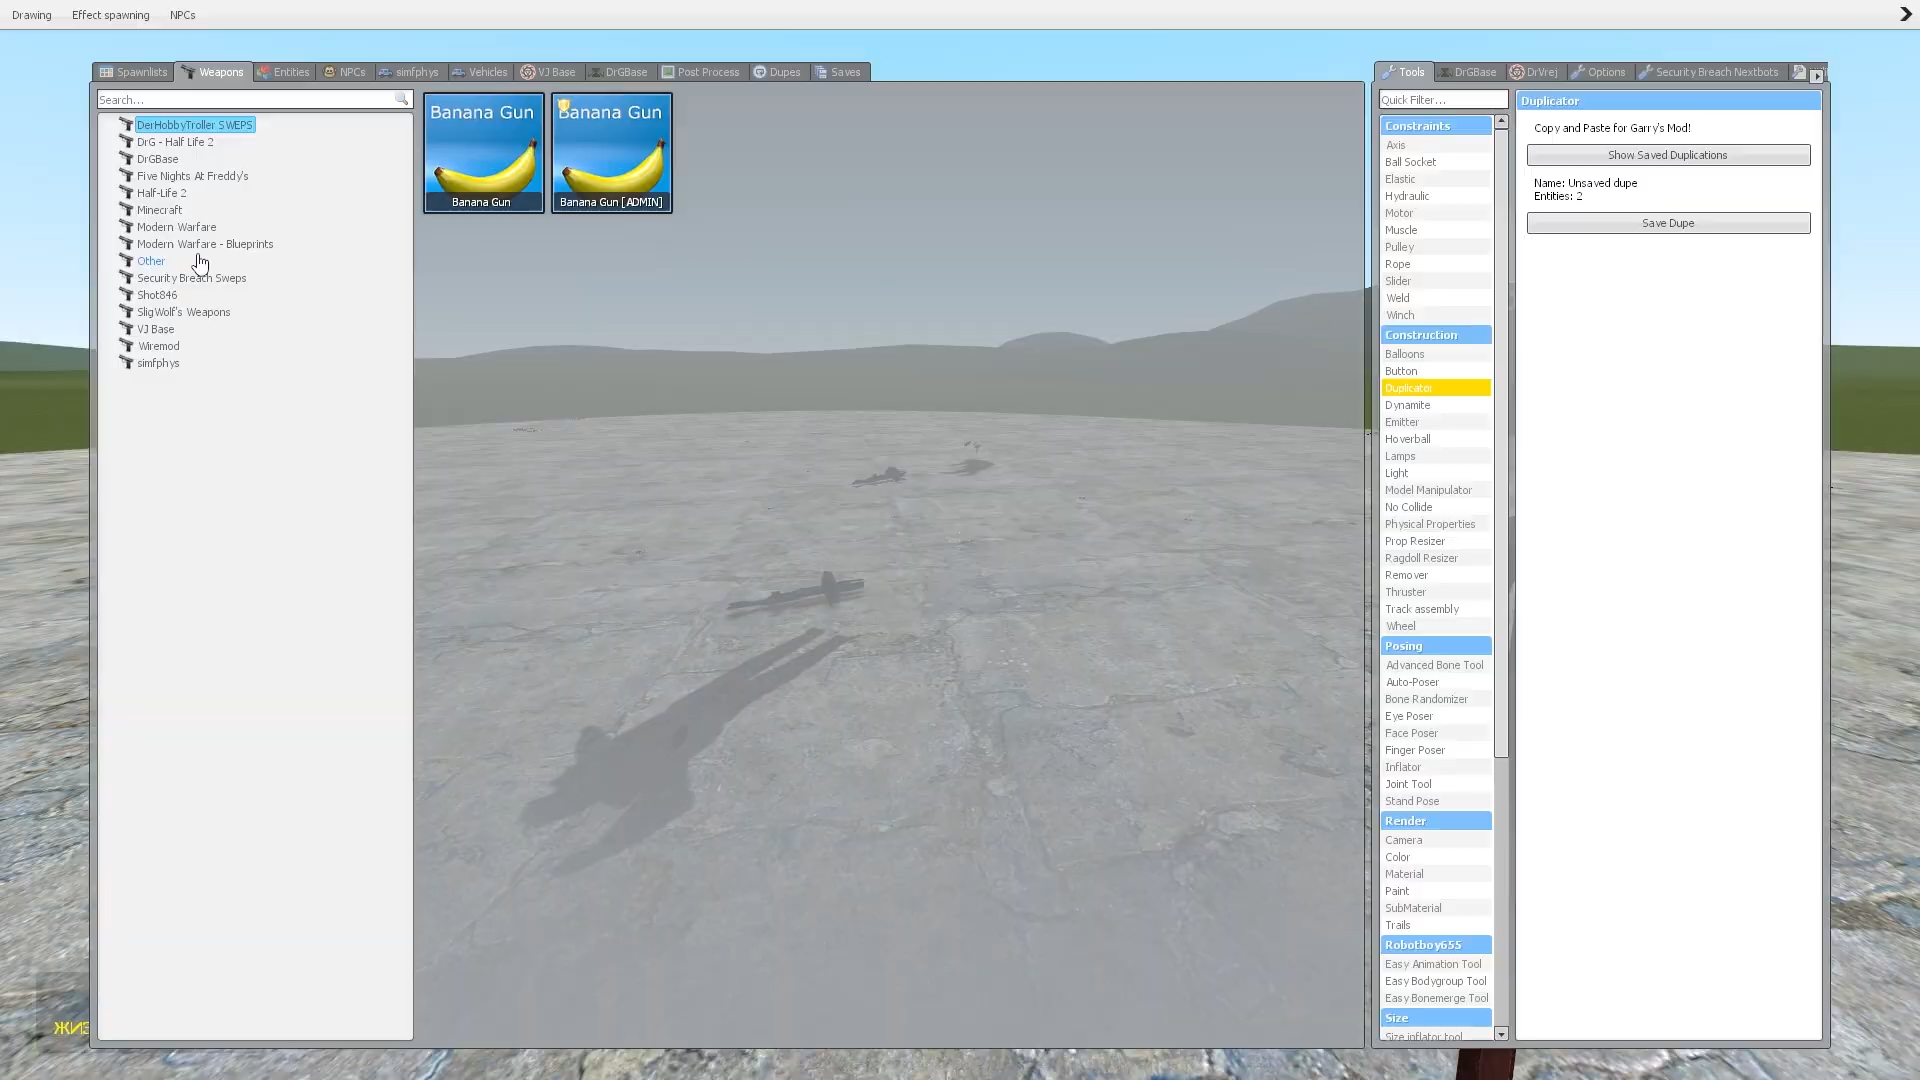 Drawing
Effect spawning
NPCs
Spawnlists
Weapons
Entities
NPCs
simfphys
Vehicles
VJ Base
DrGBase
Post Process
Dupes
Saves
Search...
DerHobbyTroller SWEPS
DrG - Half Life 2
DrGBase
Five Nights At Freddy's
Half-Life 2
Minecraft
Modern Warfare
Modern Warfare - Blueprints
Other
Security Breach Sweps
Shot846
SligWolf's Weapons
VJ Base
Wiremod
simfphys
Banana Gun
Banana Gun
Banana Gun
Banana Gun [ADMIN]
ЖИЗ
Tools
DrGBase
DrVrej
Options
Security Breach Nextbots
Quick Filter...
Constraints
Axis
Ball Socket
Elastic
Hydraulic
Motor
Muscle
Pulley
Rope
Slider
Weld
Winch
Construction
Balloons
Button
Duplicator
Dynamite
Emitter
Hoverball
Lamps
Light
Model Manipulator
No Collide
Physical Properties
Prop Resizer
Ragdoll Resizer
Remover
Thruster
Track assembly
Wheel
Posing
Advanced Bone Tool
Auto-Poser
Bone Randomizer
Eye Poser
Face Poser
Finger Poser
Inflator
Joint Tool
Stand Pose
Render
Camera
Color
Material
Paint
SubMaterial
Trails
Robotboy655
Easy Animation Tool
Easy Bodygroup Tool
Easy Bonemerge Tool
Size
Size inflator tool
Duplicator
Copy and Paste for Garry's Mod!
Show Saved Duplications
Name: Unsaved dupe
Entities: 2
Save Dupe